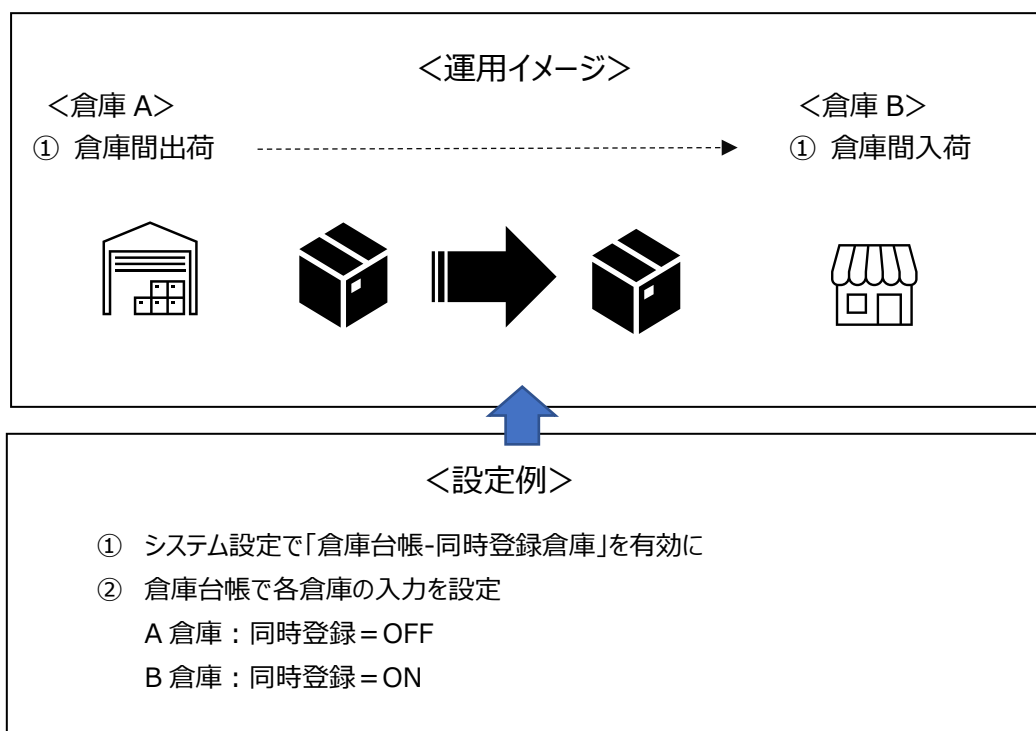 <運用イメージ>
<倉庫 A>
<倉庫 B>
① 倉庫間出荷
① 倉庫間入荷
<設定例>
① システム設定で「倉庫台帳-同時登録倉庫」を有効に
② 倉庫台帳で各倉庫の入力を設定
A 倉庫：同時登録＝OFF
B 倉庫：同時登録＝ON